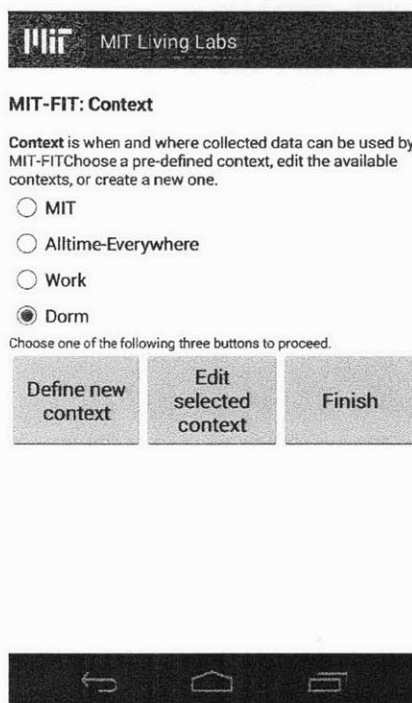 MIT Living Labs
MIT-FIT: Context
Context is when and where collected data can be used by
MIT-FITChoose a pre-defined context, edit the available
contexts, or create a new one.
MIT
Alltime-Everywhere
Work
Dorm
Choose one of the following three buttons to proceed.
Define new
context
Edit
selected
context
Finish